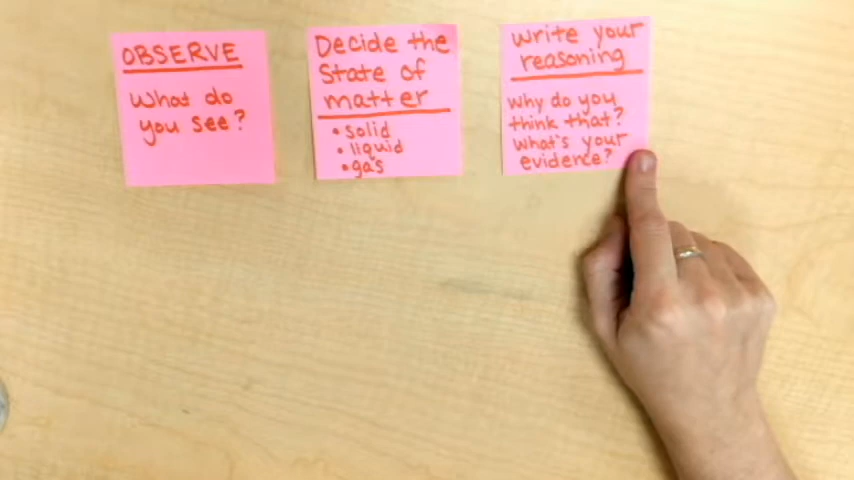 OBSERVE
What do
you see?
Decide the
State of
matter
• solid
• liquid
• gas
Write your
reasoning
Why do you
think that?
What's your
evidence?